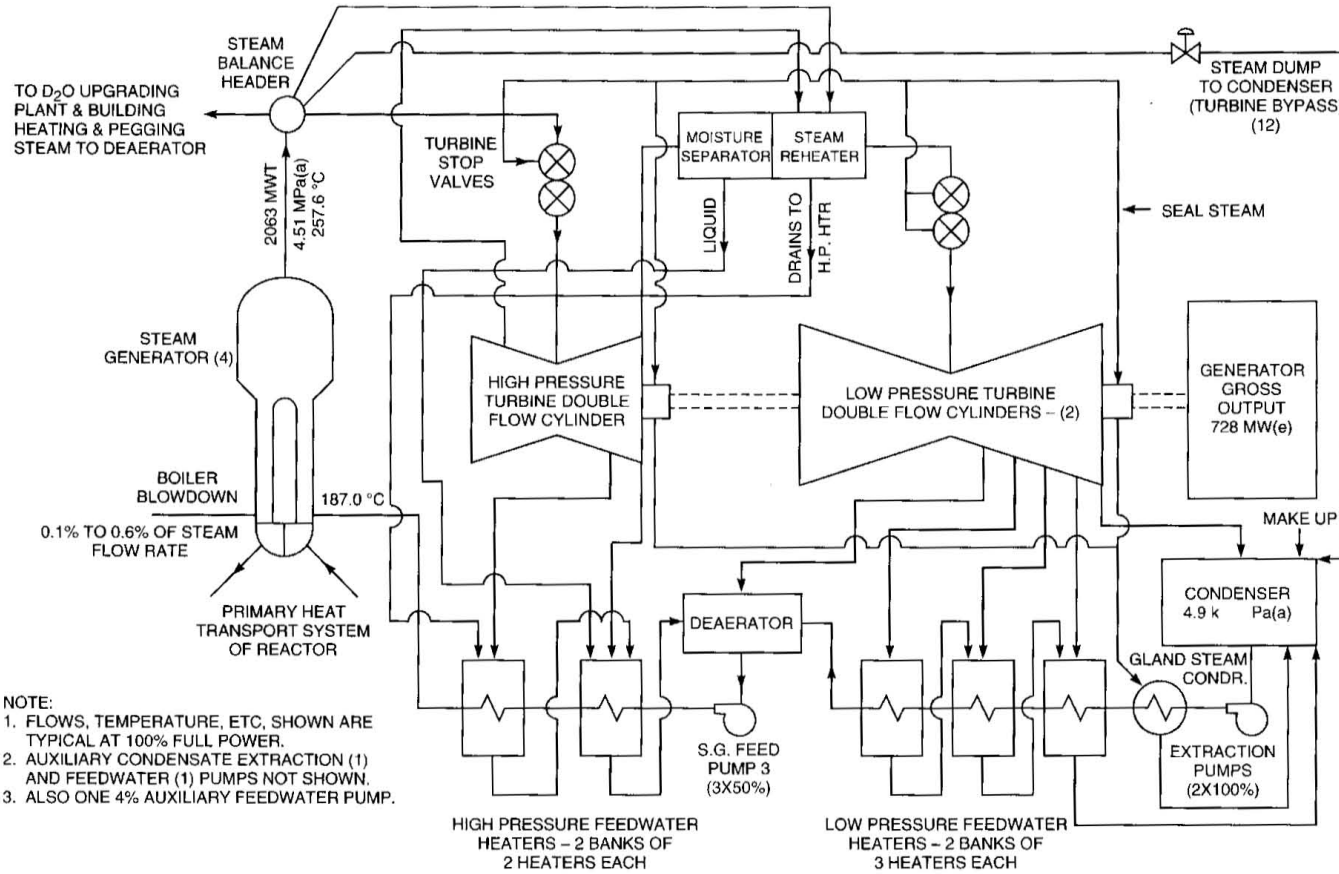 STEAM
BALANCE
HEADER
TO D₂O UPGRADING
PLANT & BUILDING
HEATING & PEGGING
STEAM TO DEAERATOR
2063 MWT
4.51 MPa(a)
257.6 °C
TURBINE
STOP
VALVES
MOISTURE
SEPARATOR
STEAM
REHEATER
STEAM DUMP
TO CONDENSER
(TURBINE BYPASS
(12)
LIQUID
DRAINS TO
H.P. HTR
SEAL STEAM
STEAM
GENERATOR (4)
HIGH PRESSURE
TURBINE DOUBLE
FLOW CYLINDER
LOW PRESSURE TURBINE
DOUBLE FLOW CYLINDERS – (2)
GENERATOR
GROSS
OUTPUT
728 MW(e)
BOILER
BLOWDOWN
187.0 °C
0.1% TO 0.6% OF STEAM
FLOW RATE
MAKE UP
PRIMARY HEAT
TRANSPORT SYSTEM
OF REACTOR
DEAERATOR
CONDENSER
4.9 k Pa(a)
GLAND STEAM
CONDR.
NOTE:
1. FLOWS, TEMPERATURE, ETC, SHOWN ARE
TYPICAL AT 100% FULL POWER.
2. AUXILIARY CONDENSATE EXTRACTION (1)
AND FEEDWATER (1) PUMPS NOT SHOWN.
3. ALSO ONE 4% AUXILIARY FEEDWATER PUMP.
S.G. FEED
PUMP 3
(3X50%)
EXTRACTION
PUMPS
(2X100%)
HIGH PRESSURE FEEDWATER
HEATERS – 2 BANKS OF
2 HEATERS EACH
LOW PRESSURE FEEDWATER
HEATERS – 2 BANKS OF
3 HEATERS EACH